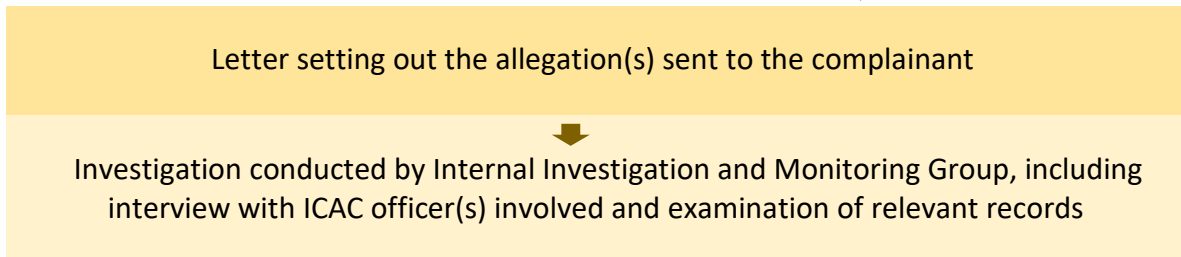 Letter setting out the allegation(s) sent to the complainant
Investigation conducted by Internal Investigation and Monitoring Group, including
interview with ICAC officer(s) involved and examination of relevant records